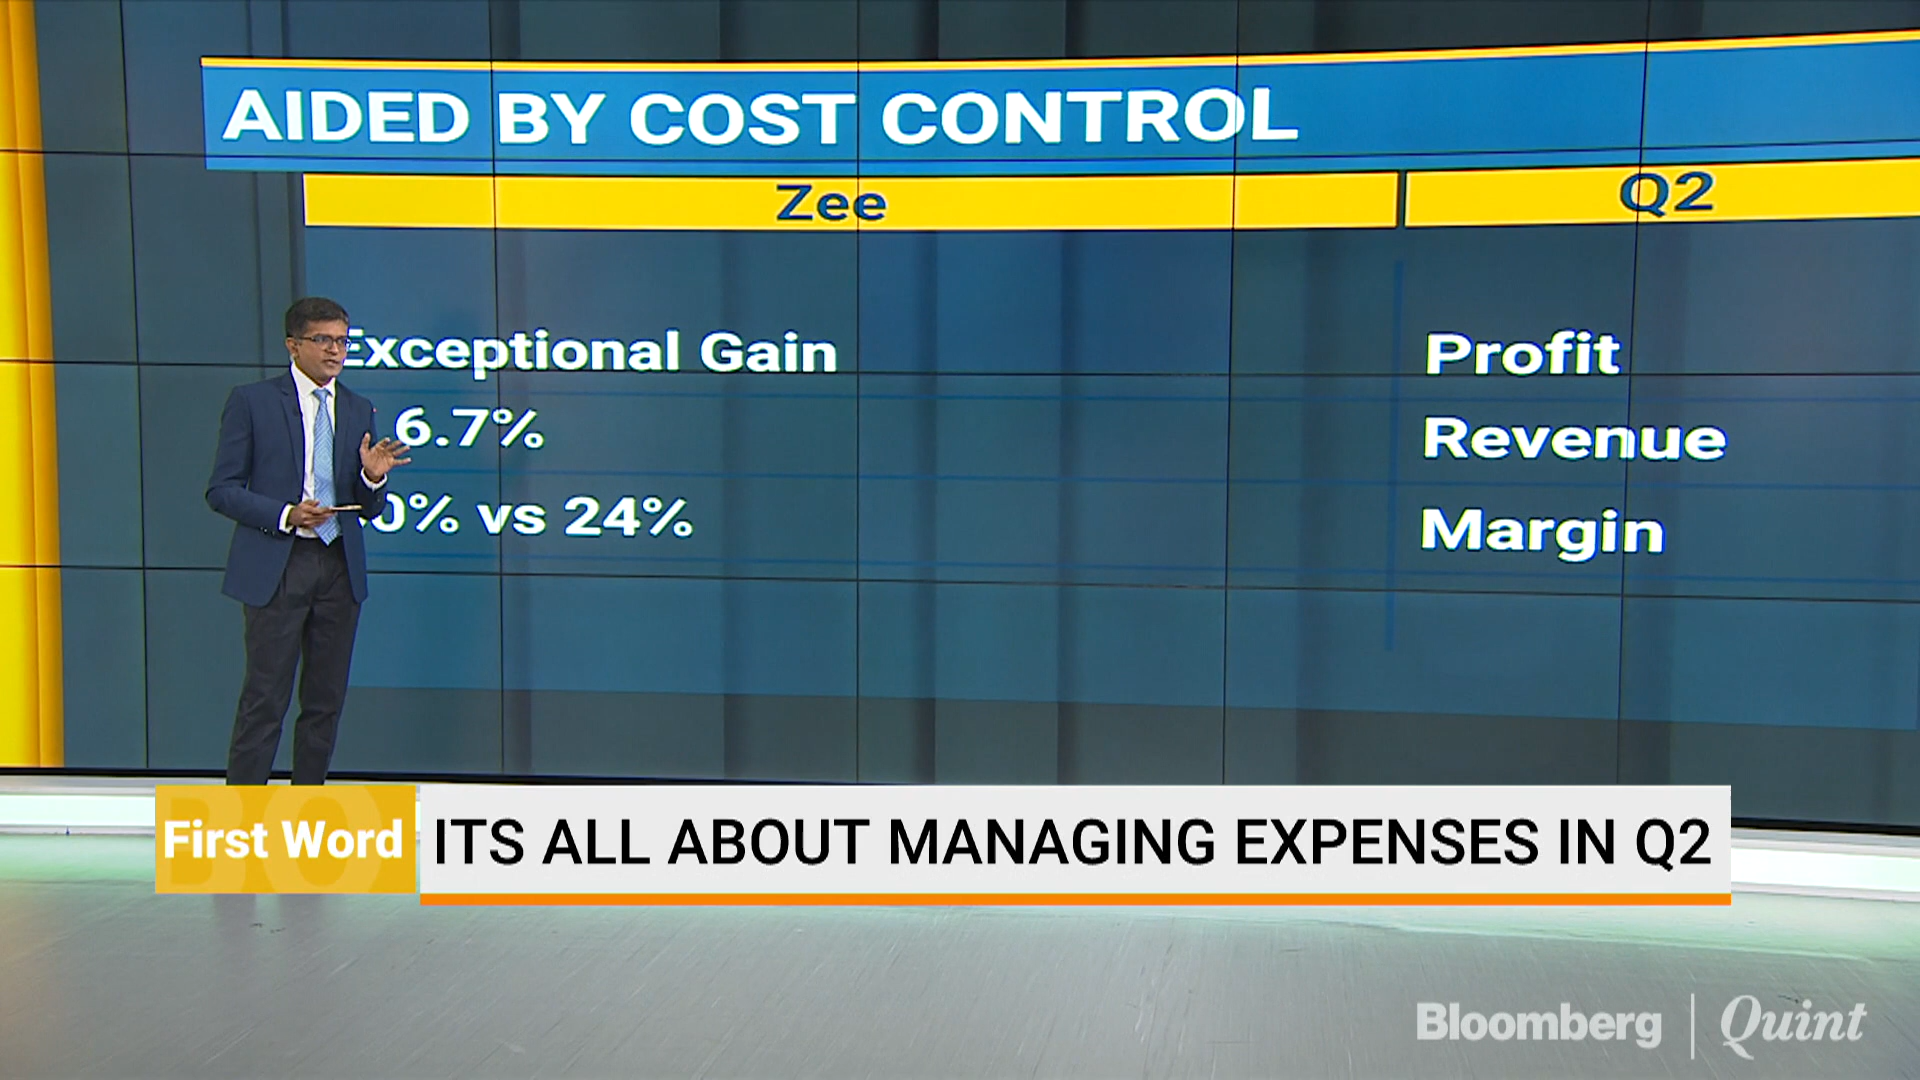 AIDED BY COST CONTROL
Zee
Q2
Exceptional Gain
Profit
6.7%
Revenue
0% vs 24%
Margin
First Word
ITS ALL ABOUT MANAGING EXPENSES IN Q2
Bloomberg | Quint